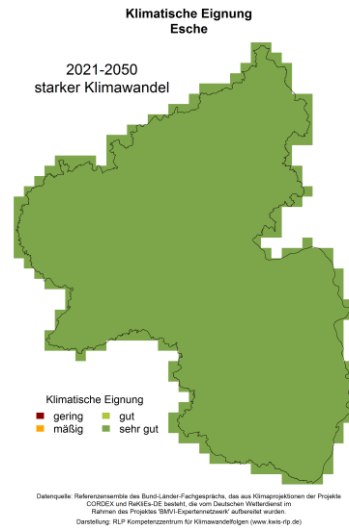 Klimatische Eignung
Esche
2021-2050
starker Klimawandel
Klimatische Eignung
gering
gut
mäßig
sehr gut
Datenquelle: Referenzensemble des Bund-Länder-Fachgesprächs, das aus Klimaprojektionen der Projekte
CORDEX und ReKliEs-DE besteht, die vom Deutschen Wetterdienst im
Rahmen des Projektes 'BMVI-Expertennetzwerk' aufbereitet wurden.
Darstellung: RLP Kompetenzzentrum für Klimawandelfolgen (www.kwis-rlp.de)